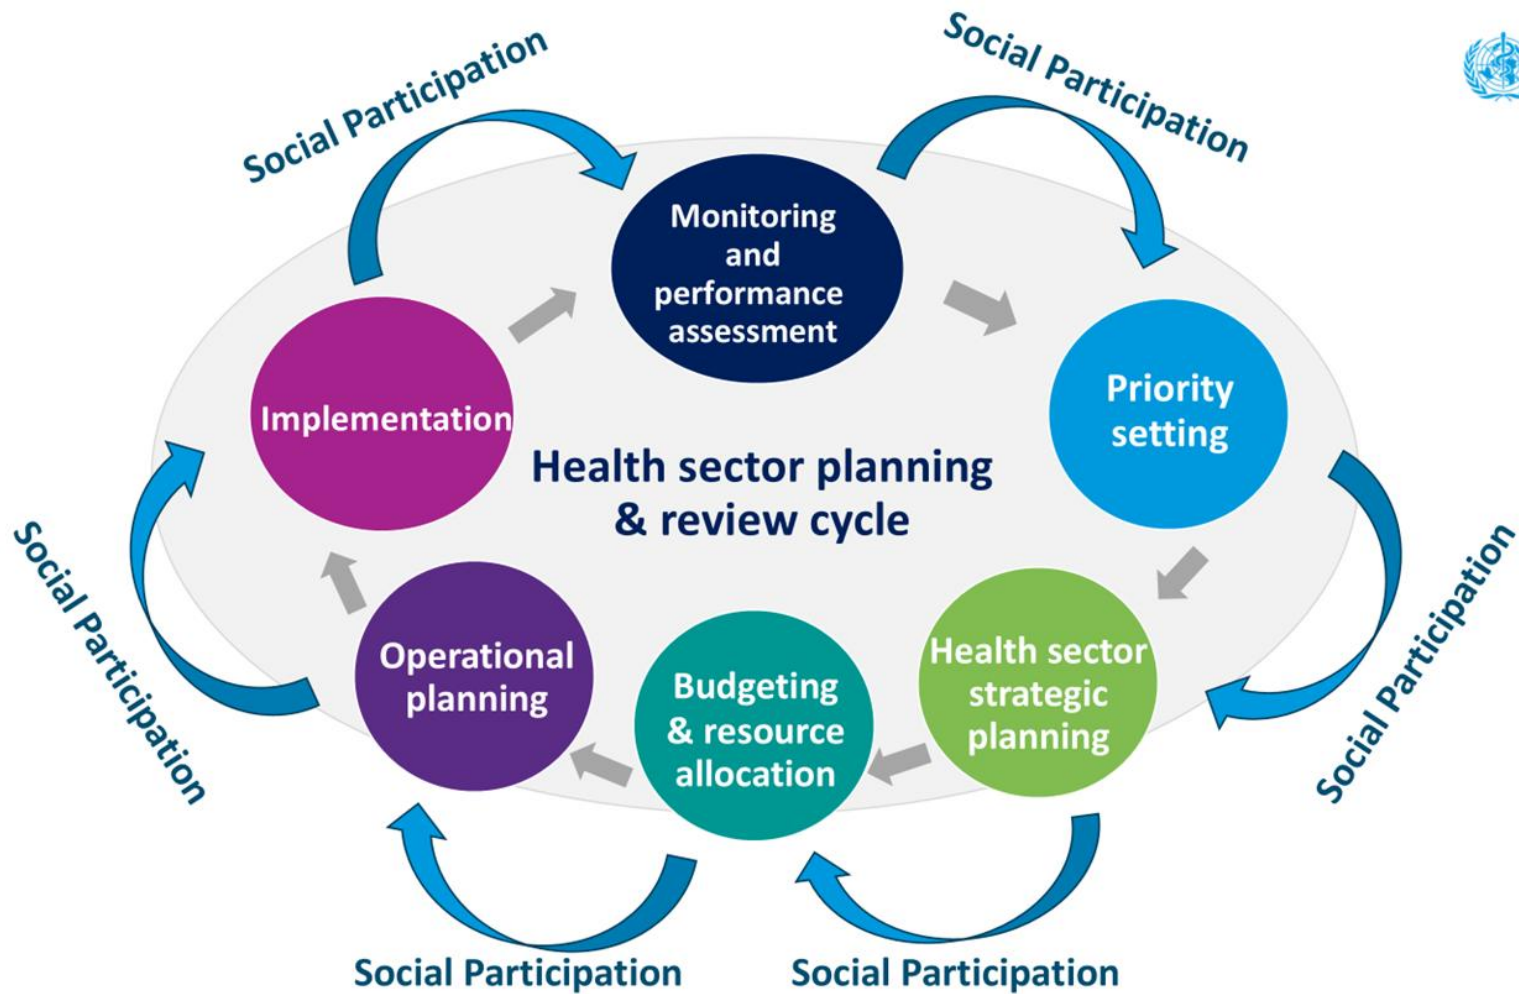 Social Participation
Social Participation
Monitoring
and
performance
assessment
Priority
setting
Implementation
Health sector planning
& review cycle
Social Participation
Social Participation
Operational
planning
Budgeting
& resource
allocation
Health sector
strategic
planning
Social Participation
Social Participation